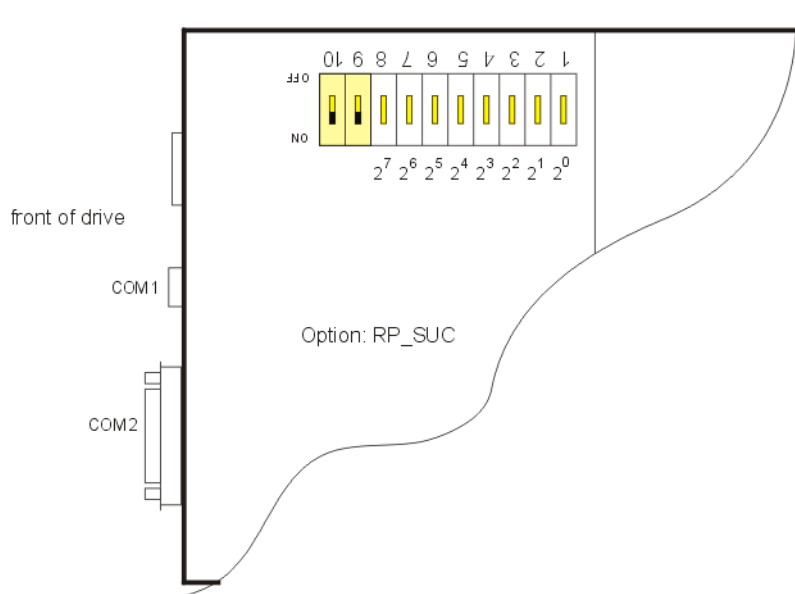 10 9 8 7 6 5 4 3 2 1
OFF
ON
2⁷ 2⁶ 2⁵ 2⁴ 2³ 2² 2¹ 2⁰
front of drive
COM1
Option: RP_SUC
COM2